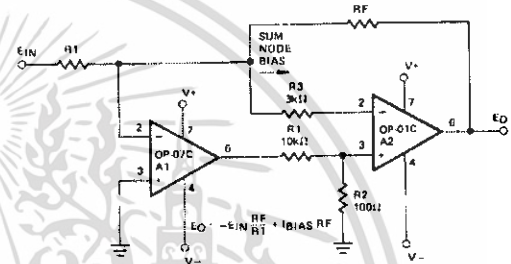 EIN
R1
RF
SUM
NODE
BIAS
V+
V+
R3
3kΩ
R1
10kΩ
2
7
2
7
OP-07C
A1
6
OP-01C
A2
6
EO
3
4
3
4
R2
100Ω
EO -EIN RF/R1 + IBIAS RF
V-
V-